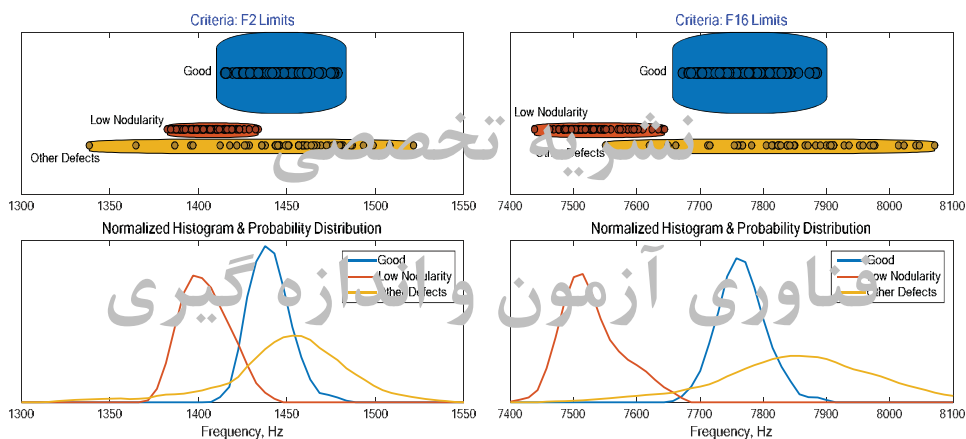 Criteria: F2 Limits
Good
Low Nodularity
Other Defects
1300 1350 1400 1450 1500 1550
Criteria: F16 Limits
Good
Low Nodularity
Other Defects
7400 7500 7600 7700 7800 7900 8000 8100
نشریه تخصصی
Normalized Histogram & Probability Distribution
Good
Low Nodularity
Other Defects
1300 1350 1400 1450 1500 1550
Frequency, Hz
Normalized Histogram & Probability Distribution
Good
Low Nodularity
Other Defects
7400 7500 7600 7700 7800 7900 8000 8100
Frequency, Hz
فناوری آزمون و اندازه گیری